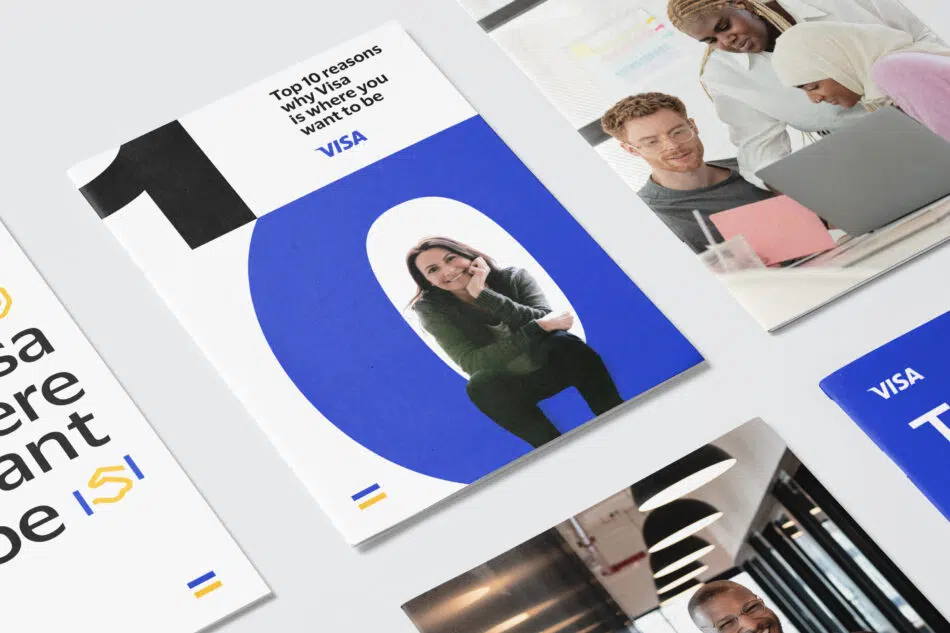 Top 10 reasons
why Visa
is where you
want to be
VISA
10
sa
ere
ant
be
VISA
T